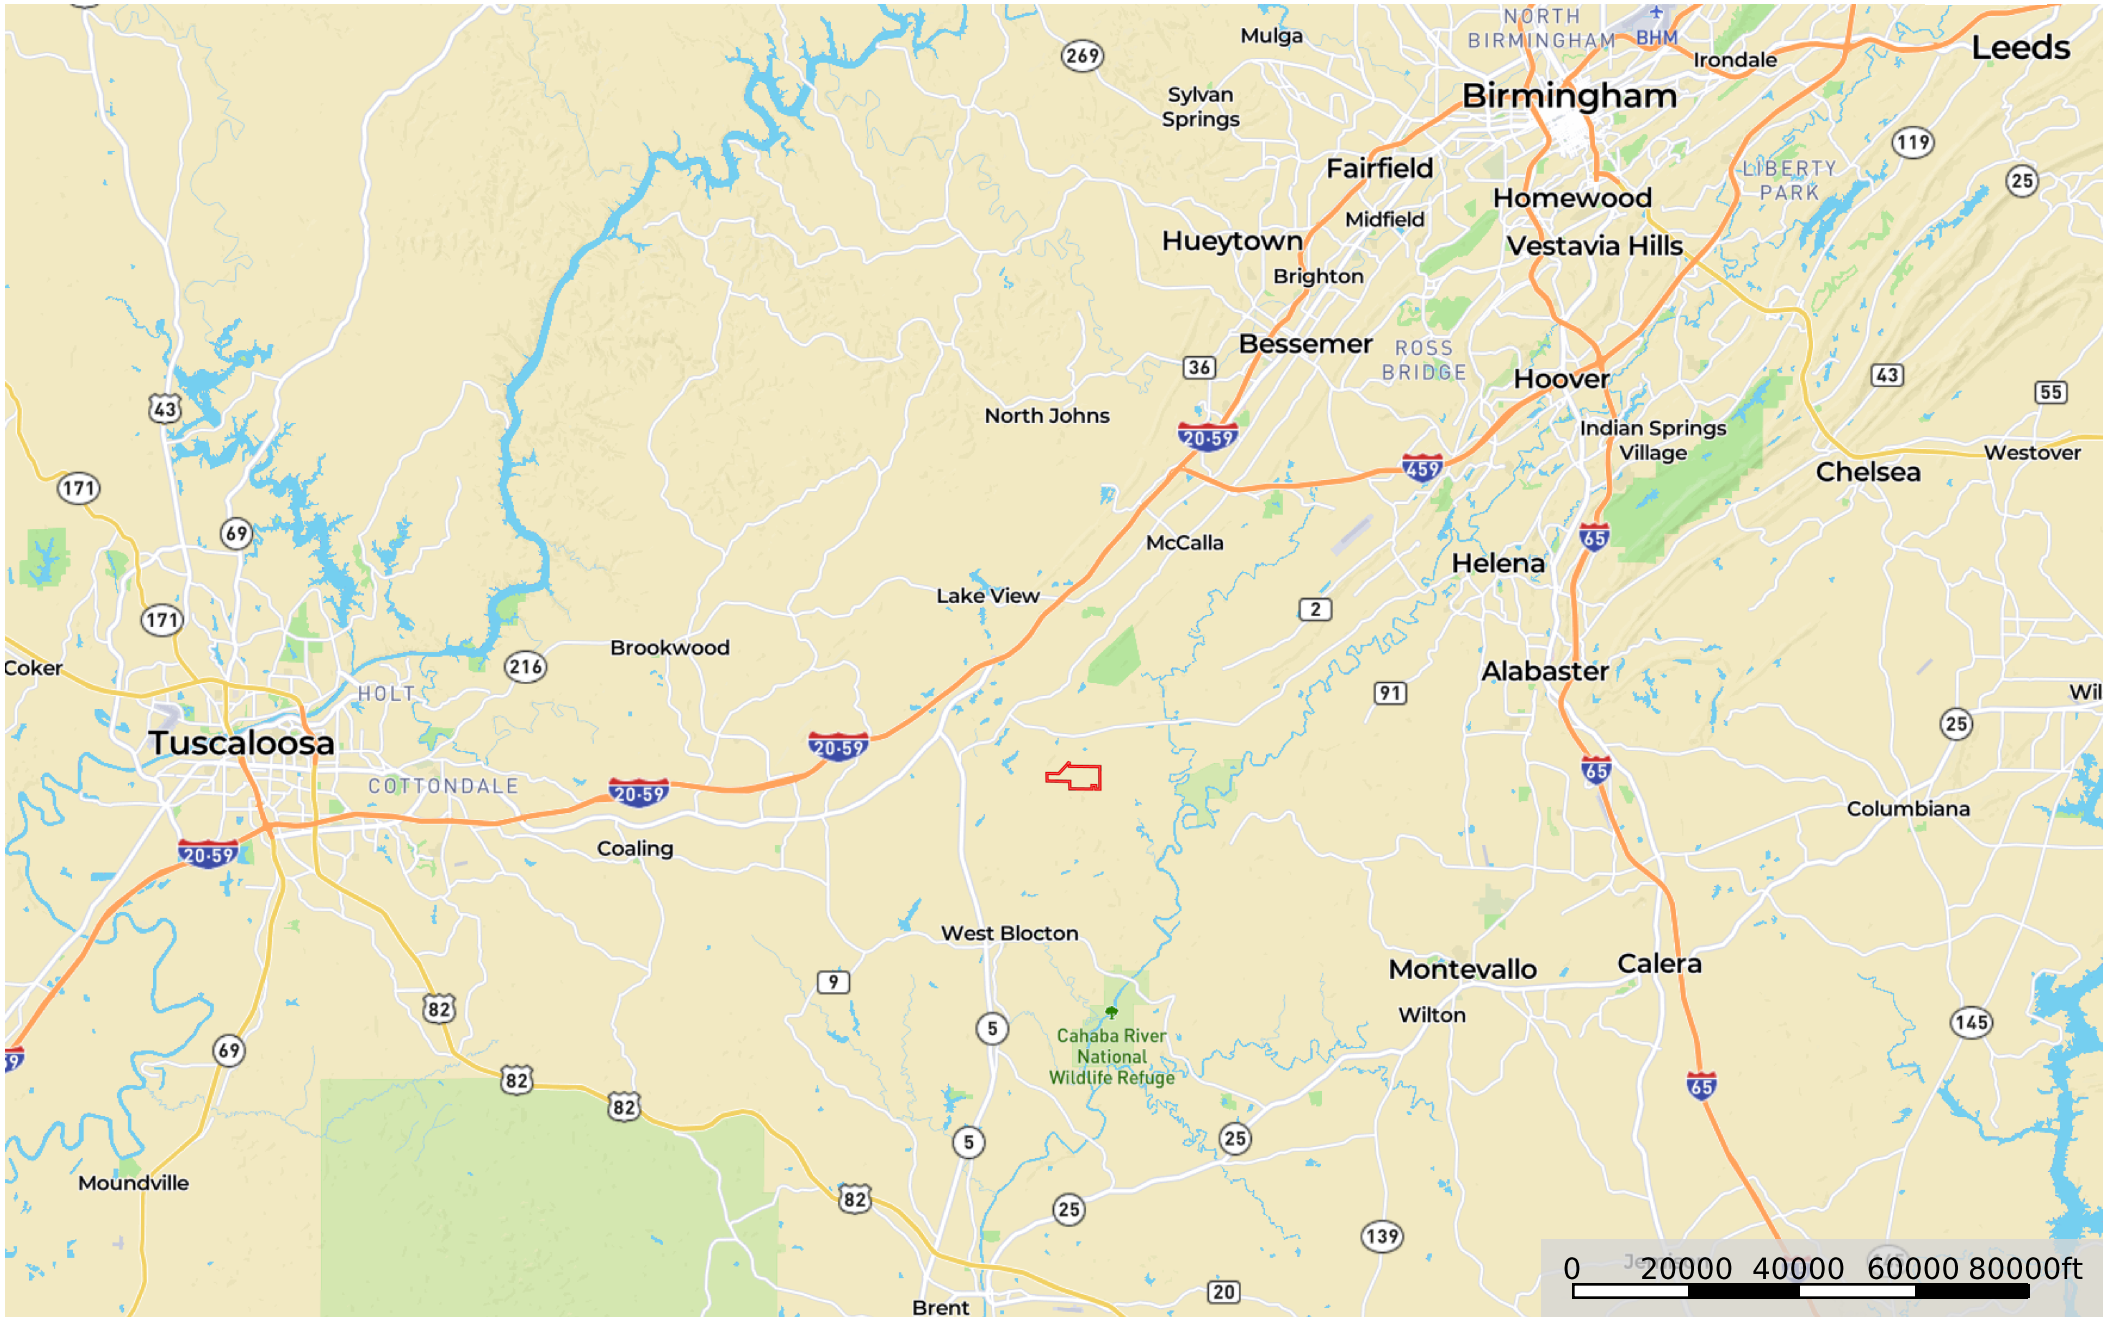 Mulga
NORTH
BIRMINGHAM
BHM
Irondale
Leeds
269
Sylvan
Springs
Birmingham
119
Fairfield
LIBERTY
PARK
25
Homewood
Midfield
Hueytown
Vestavia Hills
Brighton
Bessemer
ROSS
BRIDGE
36
Hoover
43
55
43
North Johns
20·59
Indian Springs
Village
Westover
459
Chelsea
171
69
65
McCalla
Helena
Lake View
2
171
Brookwood
Coker
216
Alabaster
HOLT
91
Wil
25
Tuscaloosa
20·59
65
COTTONDALE
20·59
Columbiana
20·59
Coaling
West Blocton
Montevallo
Calera
9
82
Wilton
5
145
Cahaba River
National
Wildlife Refuge
69
59
82
65
82
5
25
Moundville
82
25
139
20
Brent
0 20000 40000 60000 80000ft